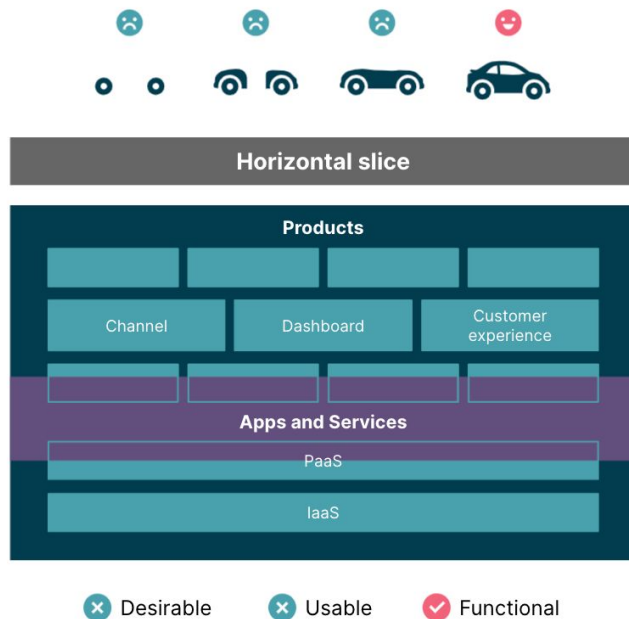 Horizontal slice
Products
Channel
Dashboard
Customer
experience
Apps and Services
PaaS
IaaS
Desirable
Usable
Functional